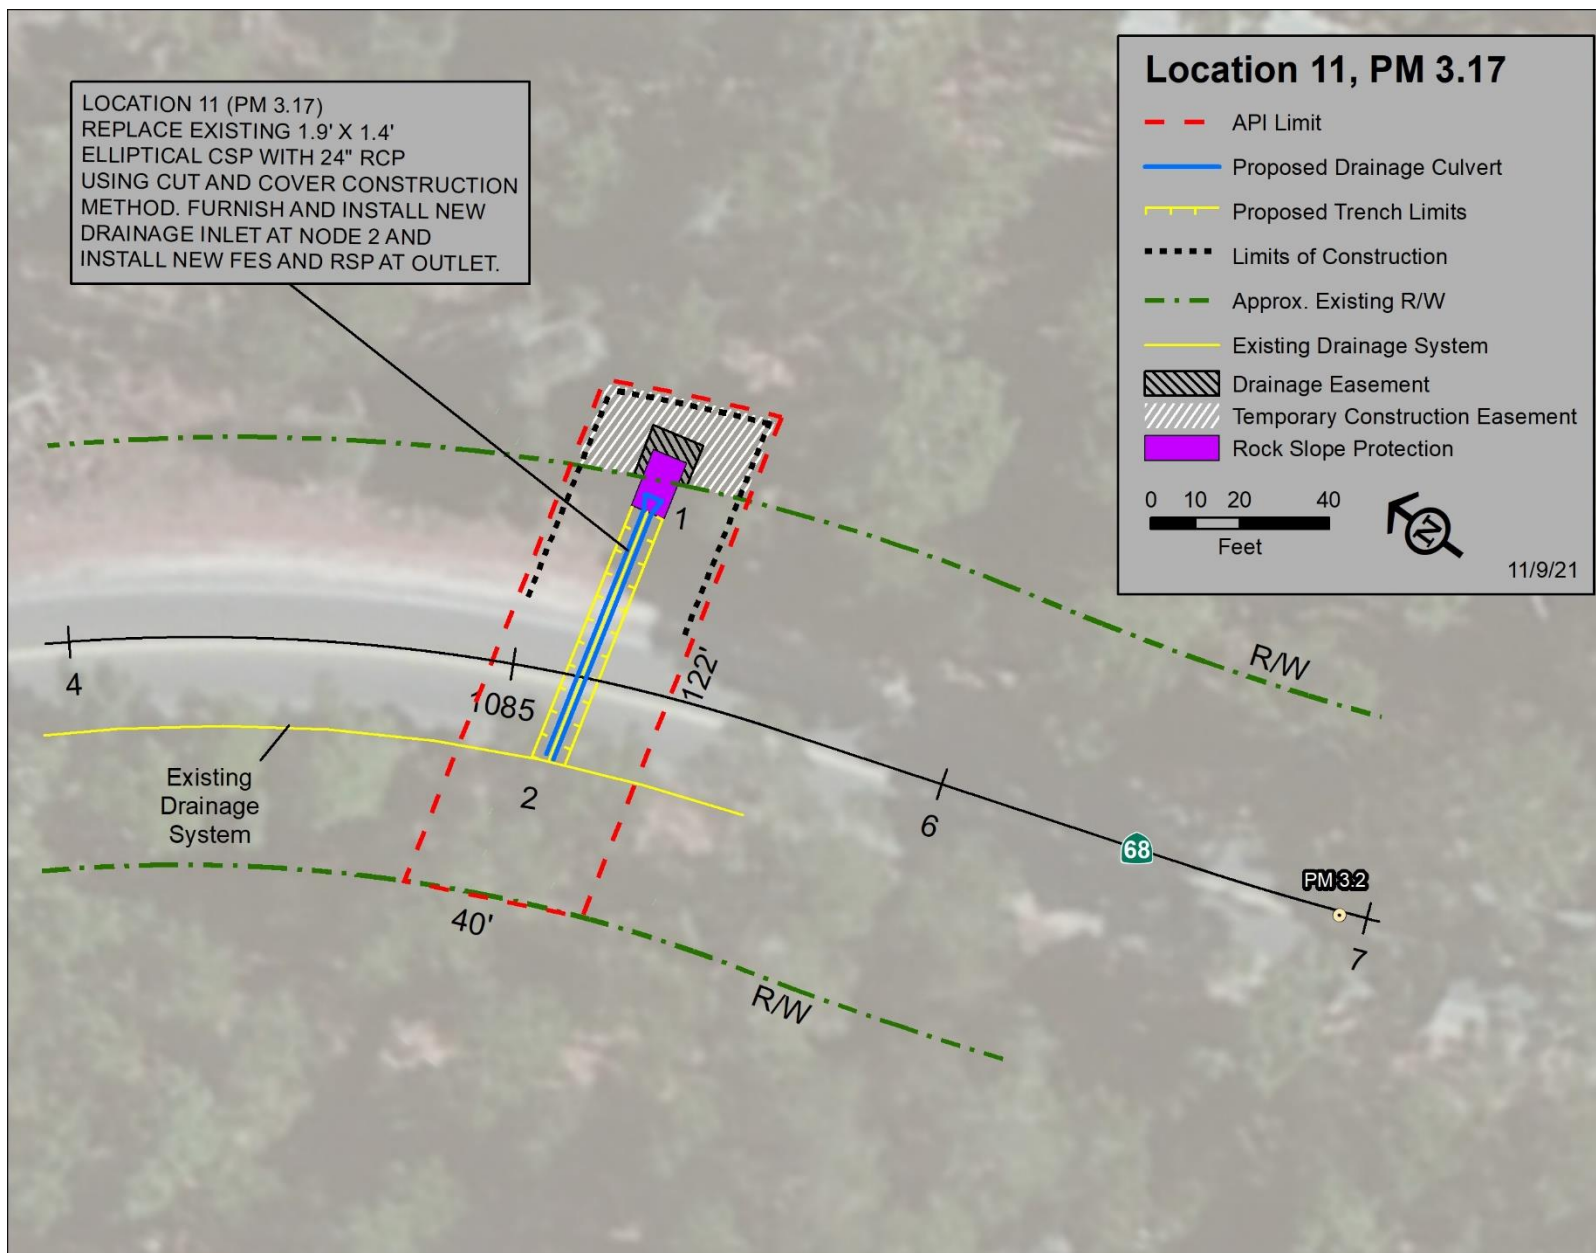 LOCATION 11 (PM 3.17)
REPLACE EXISTING 1.9' X 1.4'
ELLIPTICAL CSP WITH 24" RCP
USING CUT AND COVER CONSTRUCTION
METHOD. FURNISH AND INSTALL NEW
DRAINAGE INLET AT NODE 2 AND
INSTALL NEW FES AND RSP AT OUTLET.
Location 11, PM 3.17
API Limit
Proposed Drainage Culvert
Proposed Trench Limits
Limits of Construction
Approx. Existing R/W
Existing Drainage System
Drainage Easement
Temporary Construction Easement
Rock Slope Protection
0 10 20 40
Feet
N
11/9/21
1
R/W
4
1085
122'
Existing
Drainage
System
2
6
68
PM 3.2
7
40'
R/W